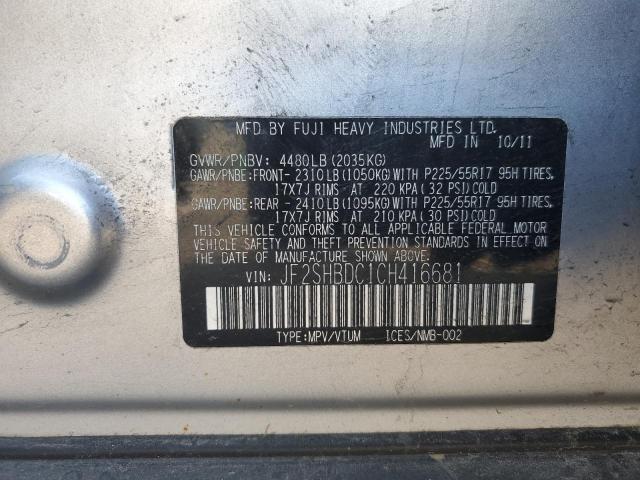 MFD BY FUJI HEAVY INDUSTRIES LTD.
MFD IN 10/11
GVWR/PNBV: 4480LB(2035KG)
GAWR/PNBE:FRONT-2310LB(1050KG)WITH P225/55R17 95H TIRES,
17X7J RIMS AT 220 KPA(32 PSI)COLD
GAWR/PNBE:REAR -2410LB(1095KG)WITH P225/55R17 95H TIRES,
17X7J RIMS AT 210 KPA(30 PSI)COLD
THIS VEHICLE CONFORMS TO ALL APPLICABLE FEDERAL MOTOR
VEHICLE SAFETY AND THEFT PREVENTION STANDARDS IN EFFECT ON
THE DATE OF MANUFACTURE SHOWN ABOVE.
VIN: JF2SHBDC1CH416681
TYPE:MPV/VTUM ICES/NMB-002